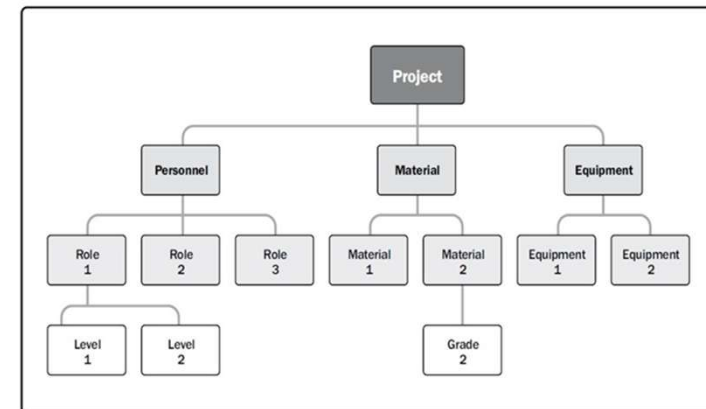 Project
Personnel
Material
Equipment
Role
1
Role
2
Role
3
Material
1
Material
2
Equipment
1
Equipment
2
Level
1
Level
2
Grade
2